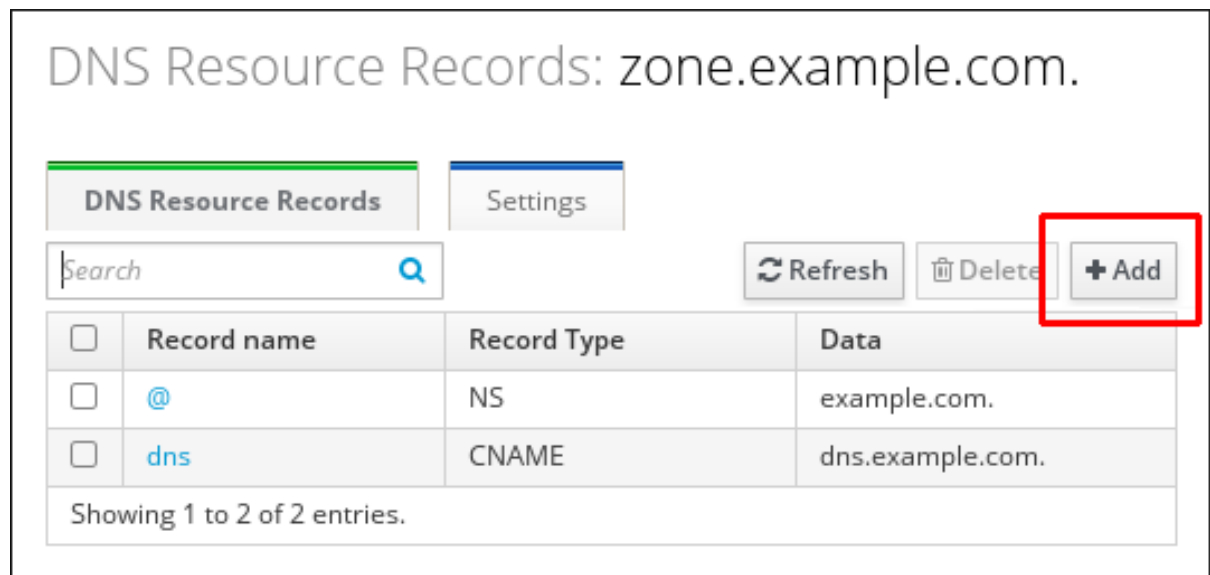 DNS Resource Records: zone.example.com.
DNS Resource Records Settings
Search Refresh Delete Add
Record name Record Type Data
@ NS example.com.
dns CNAME dns.example.com.
Showing 1 to 2 of 2 entries.